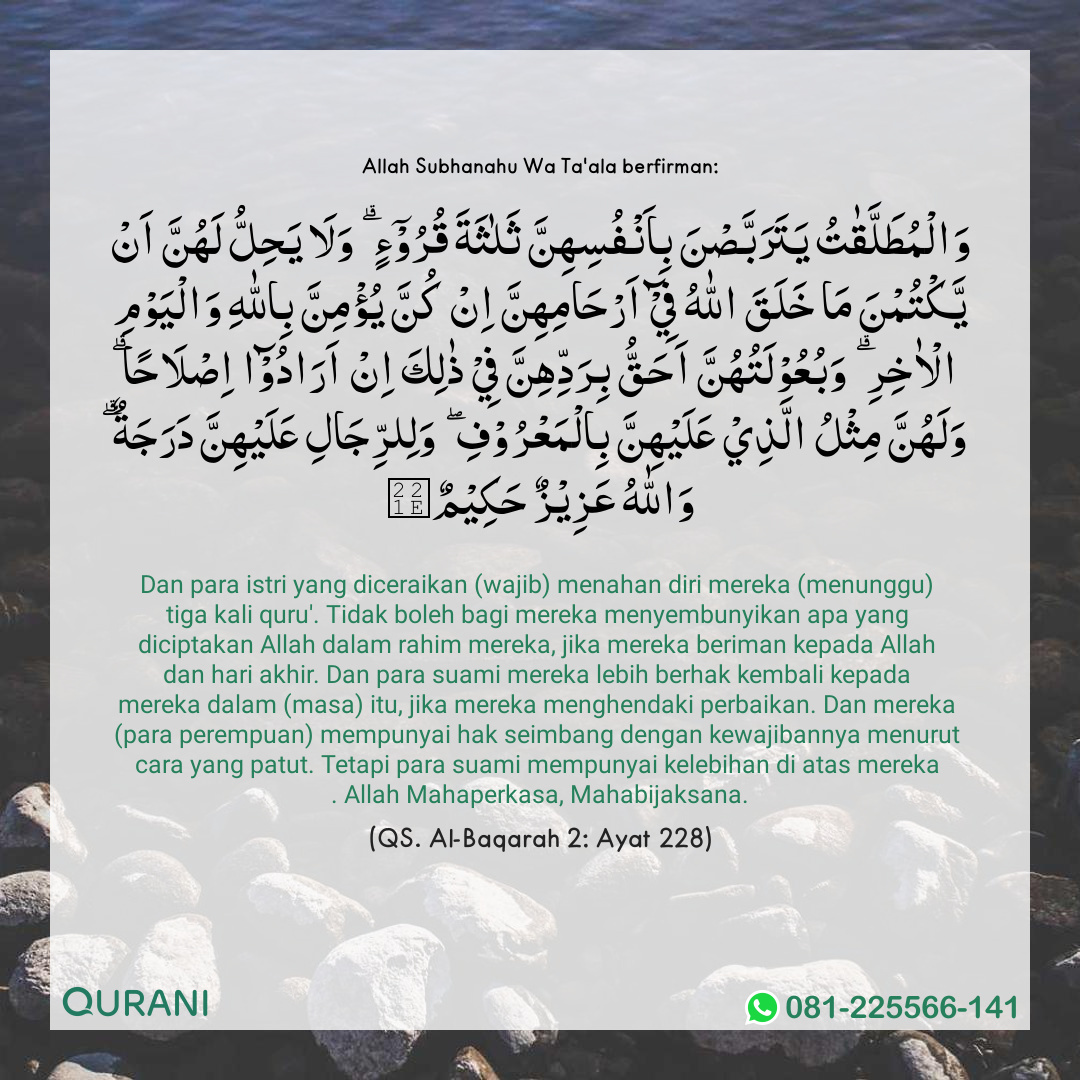 Allah Subhanahu Wa Ta'ala berfirman:
وَالْمُطَلَّقٰتُ يَتَرَبَّصْنَ بِاَنْفُسِهِنَّ ثَلٰثَةَ قُرُوْٓءٍ ۗ وَلَا يَحِلُّ لَهُنَّ اَنْ
يَّكْتُمْنَ مَا خَلَقَ اللّٰهُ فِيْٓ اَرْحَامِهِنَّ اِنْ كُنَّ يُؤْمِنَّ بِاللّٰهِ وَالْيَوْمِ
الْاٰخِرِ ۗ وَبُعُوْلَتُهُنَّ اَحَقُّ بِرَدِّهِنَّ فِيْ ذٰلِكَ اِنْ اَرَادُوْٓا اِصْلَاحًا ۗ
وَلَهُنَّ مِثْلُ الَّذِيْ عَلَيْهِنَّ بِالْمَعْرُوْفِ ۖ وَلِلرِّجَالِ عَلَيْهِنَّ دَرَجَةٌ ۗ
وَاللّٰهُ عَزِيْزٌ حَكِيْمٌ
Dan para istri yang diceraikan (wajib) menahan diri mereka (menunggu)
tiga kali quru'. Tidak boleh bagi mereka menyembunyikan apa yang
diciptakan Allah dalam rahim mereka, jika mereka beriman kepada Allah
dan hari akhir. Dan para suami mereka lebih berhak kembali kepada
mereka dalam (masa) itu, jika mereka menghendaki perbaikan. Dan mereka
(para perempuan) mempunyai hak seimbang dengan kewajibannya menurut
cara yang patut. Tetapi para suami mempunyai kelebihan di atas mereka
. Allah Mahaperkasa, Mahabijaksana.
(QS. Al-Baqarah 2: Ayat 228)
QURANI
081-225566-141